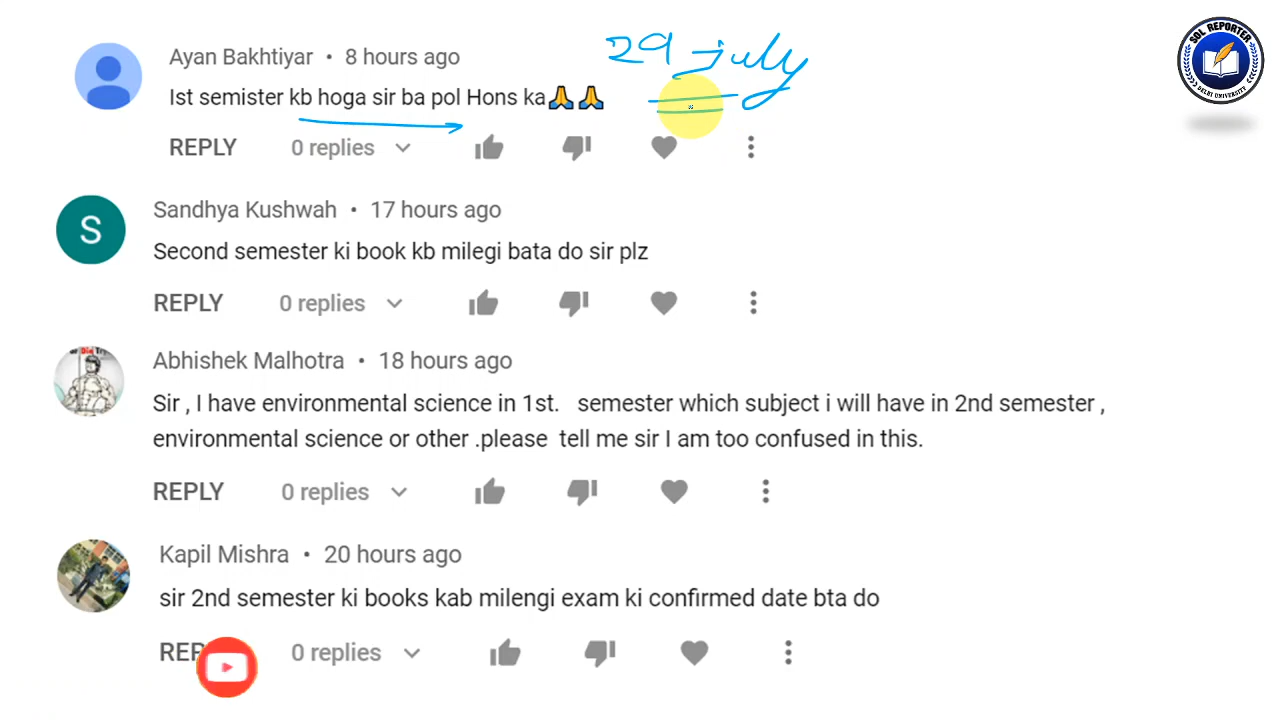 Ayan Bakhtiyar • 8 hours ago
29 july
Ist semister kb hoga sir ba pol Hons ka🙏🙏
REPLY 0 replies
SOL REPORTER
DELHI UNIVERSITY
Sandhya Kushwah • 17 hours ago
S
Second semester ki book kb milegi bata do sir plz
REPLY 0 replies
Abhishek Malhotra • 18 hours ago
Sir , I have environmental science in 1st. semester which subject i will have in 2nd semester ,
environmental science or other .please tell me sir I am too confused in this.
REPLY 0 replies
Kapil Mishra • 20 hours ago
sir 2nd semester ki books kab milengi exam ki confirmed date bta do
REP 0 replies